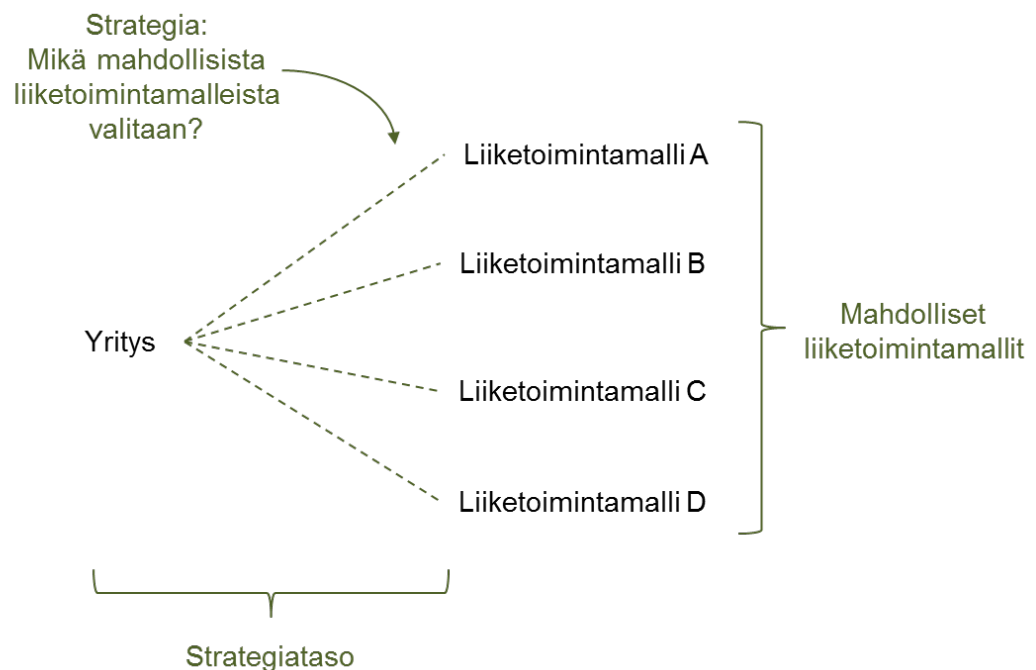 Strategia:
Mikä mahdollisista
liiketoimintamalleista
valitaan?
Liiketoimintamalli A
Liiketoimintamalli B
Yritys
Mahdolliset
liiketoimintamallit
Liiketoimintamalli C
Liiketoimintamalli D
Strategiataso